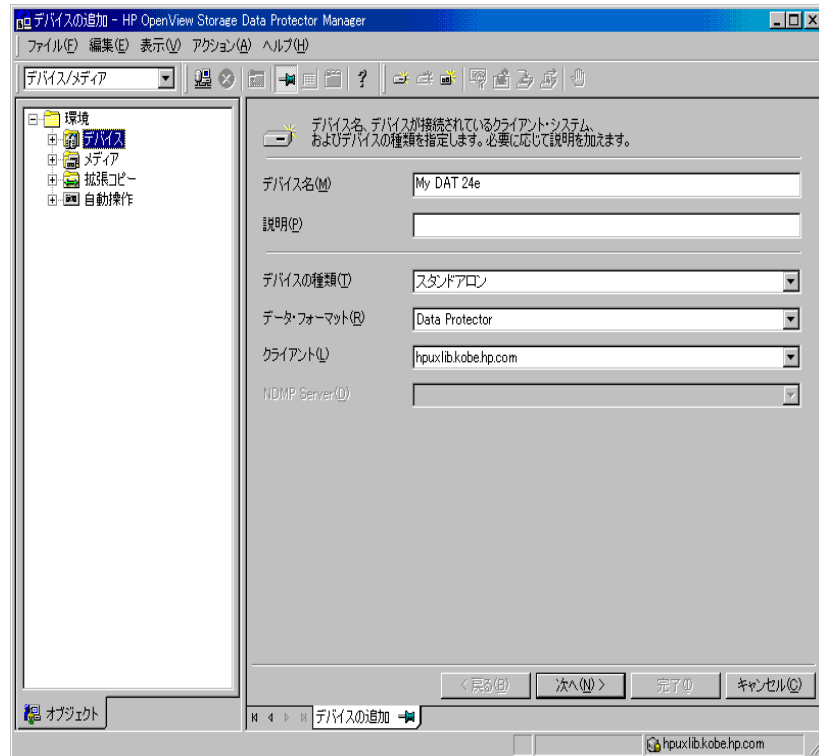 デバイスの追加 - HP OpenView Storage Data Protector Manager
ファイル(F) 編集(E) 表示(V) アクション(A) ヘルプ(H)
デバイス/メディア
環境
デバイス
メディア
拡張コピー
自動操作
デバイス名、デバイスが接続されているクライアント・システム、
およびデバイスの種類を指定します。必要に応じて説明を加えます。
デバイス名(M) My DAT 24e
説明(P)
デバイスの種類(T) スタンドアロン
データ・フォーマット(R) Data Protector
クライアント(L) hpuxlib.kobe.hp.com
NDMP Server(D)
< 戻る(B) 次へ(N) > 完了(I) キャンセル(C)
オブジェクト
デバイスの追加
hpuxlib.kobe.hp.com